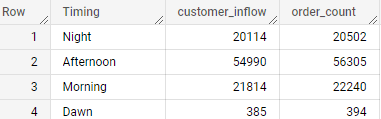 Row Timing customer_inflow order_count
1 Night 20114 20502
2 Afternoon 54990 56305
3 Morning 21814 22240
4 Dawn 385 394